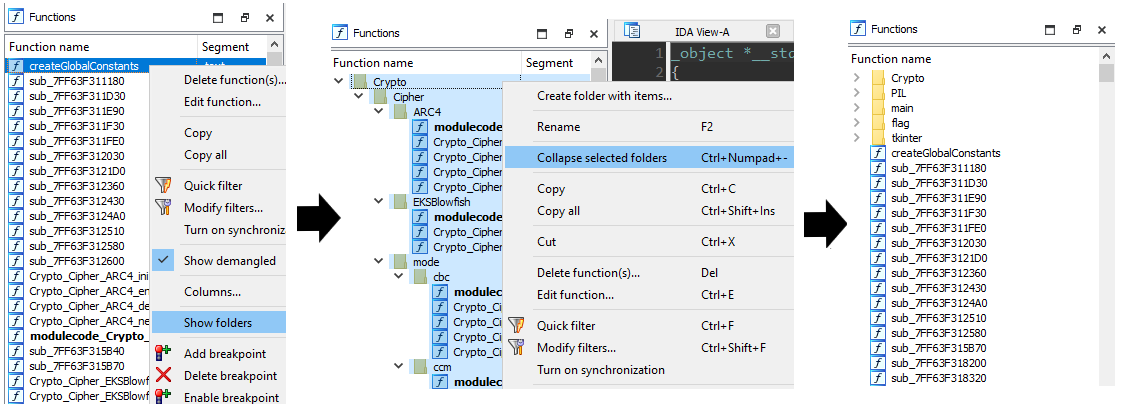 Functions
Function name Segment
createGlobalConstants .text
sub_7FF63F311180
sub_7FF63F311D30
sub_7FF63F311E90
sub_7FF63F311F30
sub_7FF63F311FE0
sub_7FF63F312030
sub_7FF63F3121D0
sub_7FF63F312360
sub_7FF63F312430
sub_7FF63F3124A0
sub_7FF63F312510
sub_7FF63F312580
sub_7FF63F312600
Crypto_Cipher_ARC4_ini
Crypto_Cipher_ARC4_en
Crypto_Cipher_ARC4_de
Crypto_Cipher_ARC4_ne
modulecode_Crypto_
sub_7FF63F315B40
sub_7FF63F315B70
Crypto_Cipher_EKSBlowf
Crypto_Cipher_EKSBlowf
Delete function(s)...
Edit function...
Copy
Copy all
Quick filter
Modify filters...
Turn on synchroniza
Show demangled
Columns...
Show folders
Add breakpoint
Delete breakpoint
Enable breakpoint
Functions
Function name Segment
Crypto
Cipher
ARC4
modulecode
Crypto_Cipher
Crypto_Cipher
Crypto_Cipher
Crypto_Cipher
EKSBlowfish
modulecode
Crypto_Cipher
Crypto_Cipher
mode
cbc
modulec
Crypto_Ci
Crypto_Ci
Crypto_Ci
Crypto_Ci
ccm
modulec
IDA View-A
1 _object *__sto
2 {
Create folder with items...
Rename F2
Collapse selected folders Ctrl+Numpad+-
Copy Ctrl+C
Copy all Ctrl+Shift+Ins
Cut Ctrl+X
Delete function(s)... Del
Edit function... Ctrl+E
Quick filter Ctrl+F
Modify filters... Ctrl+Shift+F
Turn on synchronization
Functions
Function name
Crypto
PIL
main
flag
tkinter
createGlobalConstants
sub_7FF63F311180
sub_7FF63F311D30
sub_7FF63F311E90
sub_7FF63F311F30
sub_7FF63F311FE0
sub_7FF63F312030
sub_7FF63F3121D0
sub_7FF63F312360
sub_7FF63F312430
sub_7FF63F3124A0
sub_7FF63F312510
sub_7FF63F312580
sub_7FF63F315B70
sub_7FF63F318200
sub_7FF63F318320